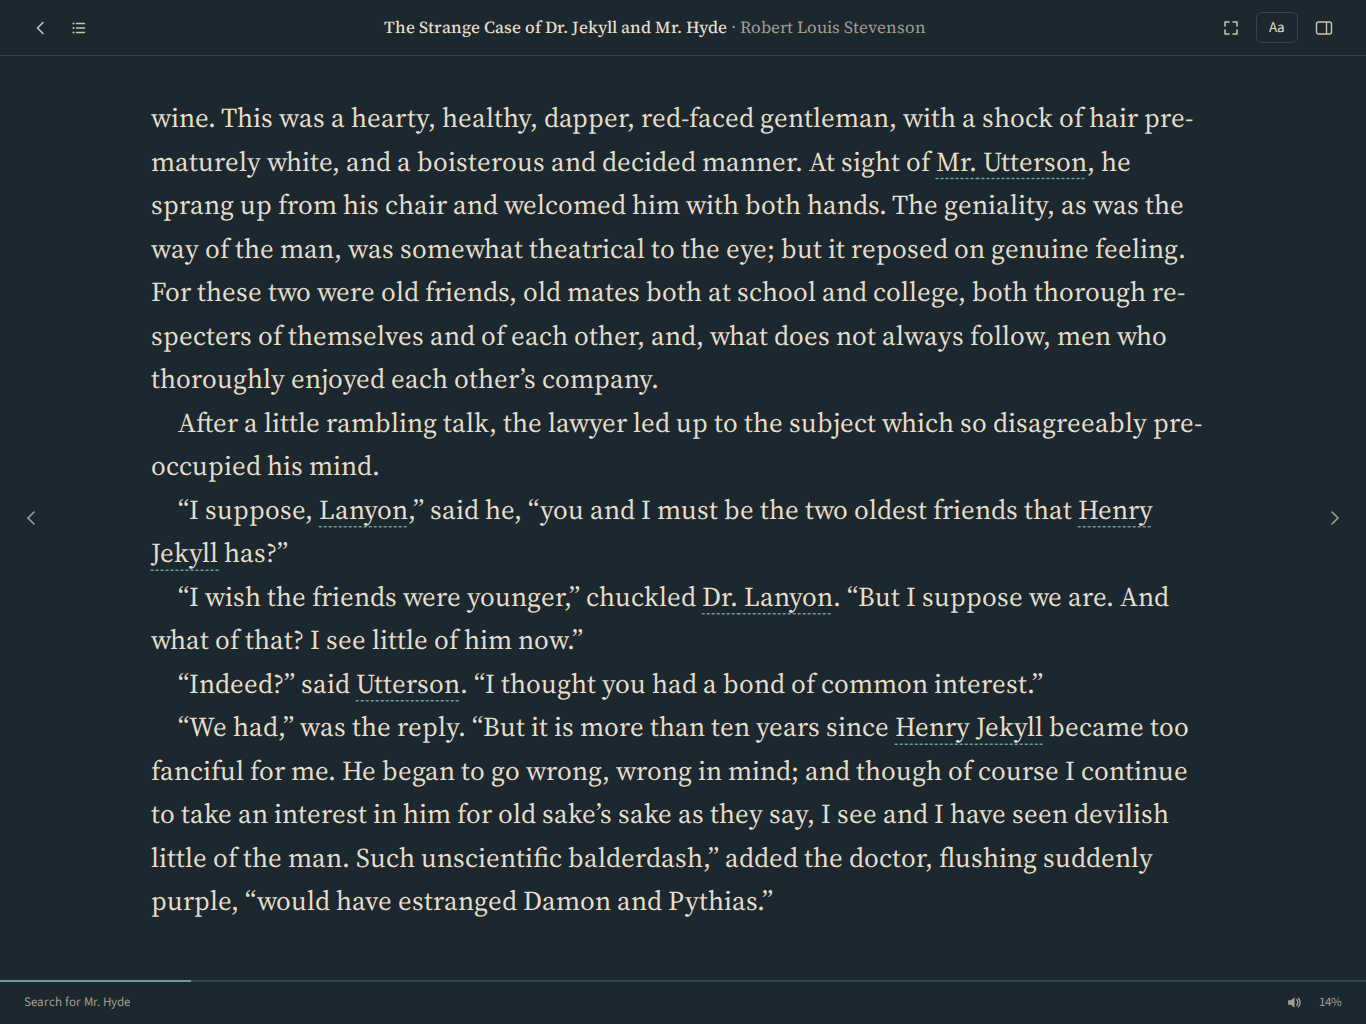 The Strange Case of Dr. Jekyll and Mr. Hyde · Robert Louis Stevenson
Aa
wine. This was a hearty, healthy, dapper, red-faced gentleman, with a shock of hair pre-
maturely white, and a boisterous and decided manner. At sight of Mr. Utterson, he
sprang up from his chair and welcomed him with both hands. The geniality, as was the
way of the man, was somewhat theatrical to the eye; but it reposed on genuine feeling.
For these two were old friends, old mates both at school and college, both thorough re-
specters of themselves and of each other, and, what does not always follow, men who
thoroughly enjoyed each other’s company.
After a little rambling talk, the lawyer led up to the subject which so disagreeably pre-
occupied his mind.
“I suppose, Lanyon,” said he, “you and I must be the two oldest friends that Henry
Jekyll has?”
“I wish the friends were younger,” chuckled Dr. Lanyon. “But I suppose we are. And
what of that? I see little of him now.”
“Indeed?” said Utterson. “I thought you had a bond of common interest.”
“We had,” was the reply. “But it is more than ten years since Henry Jekyll became too
fanciful for me. He began to go wrong, wrong in mind; and though of course I continue
to take an interest in him for old sake’s sake as they say, I see and I have seen devilish
little of the man. Such unscientific balderdash,” added the doctor, flushing suddenly
purple, “would have estranged Damon and Pythias.”
Search for Mr. Hyde
14%